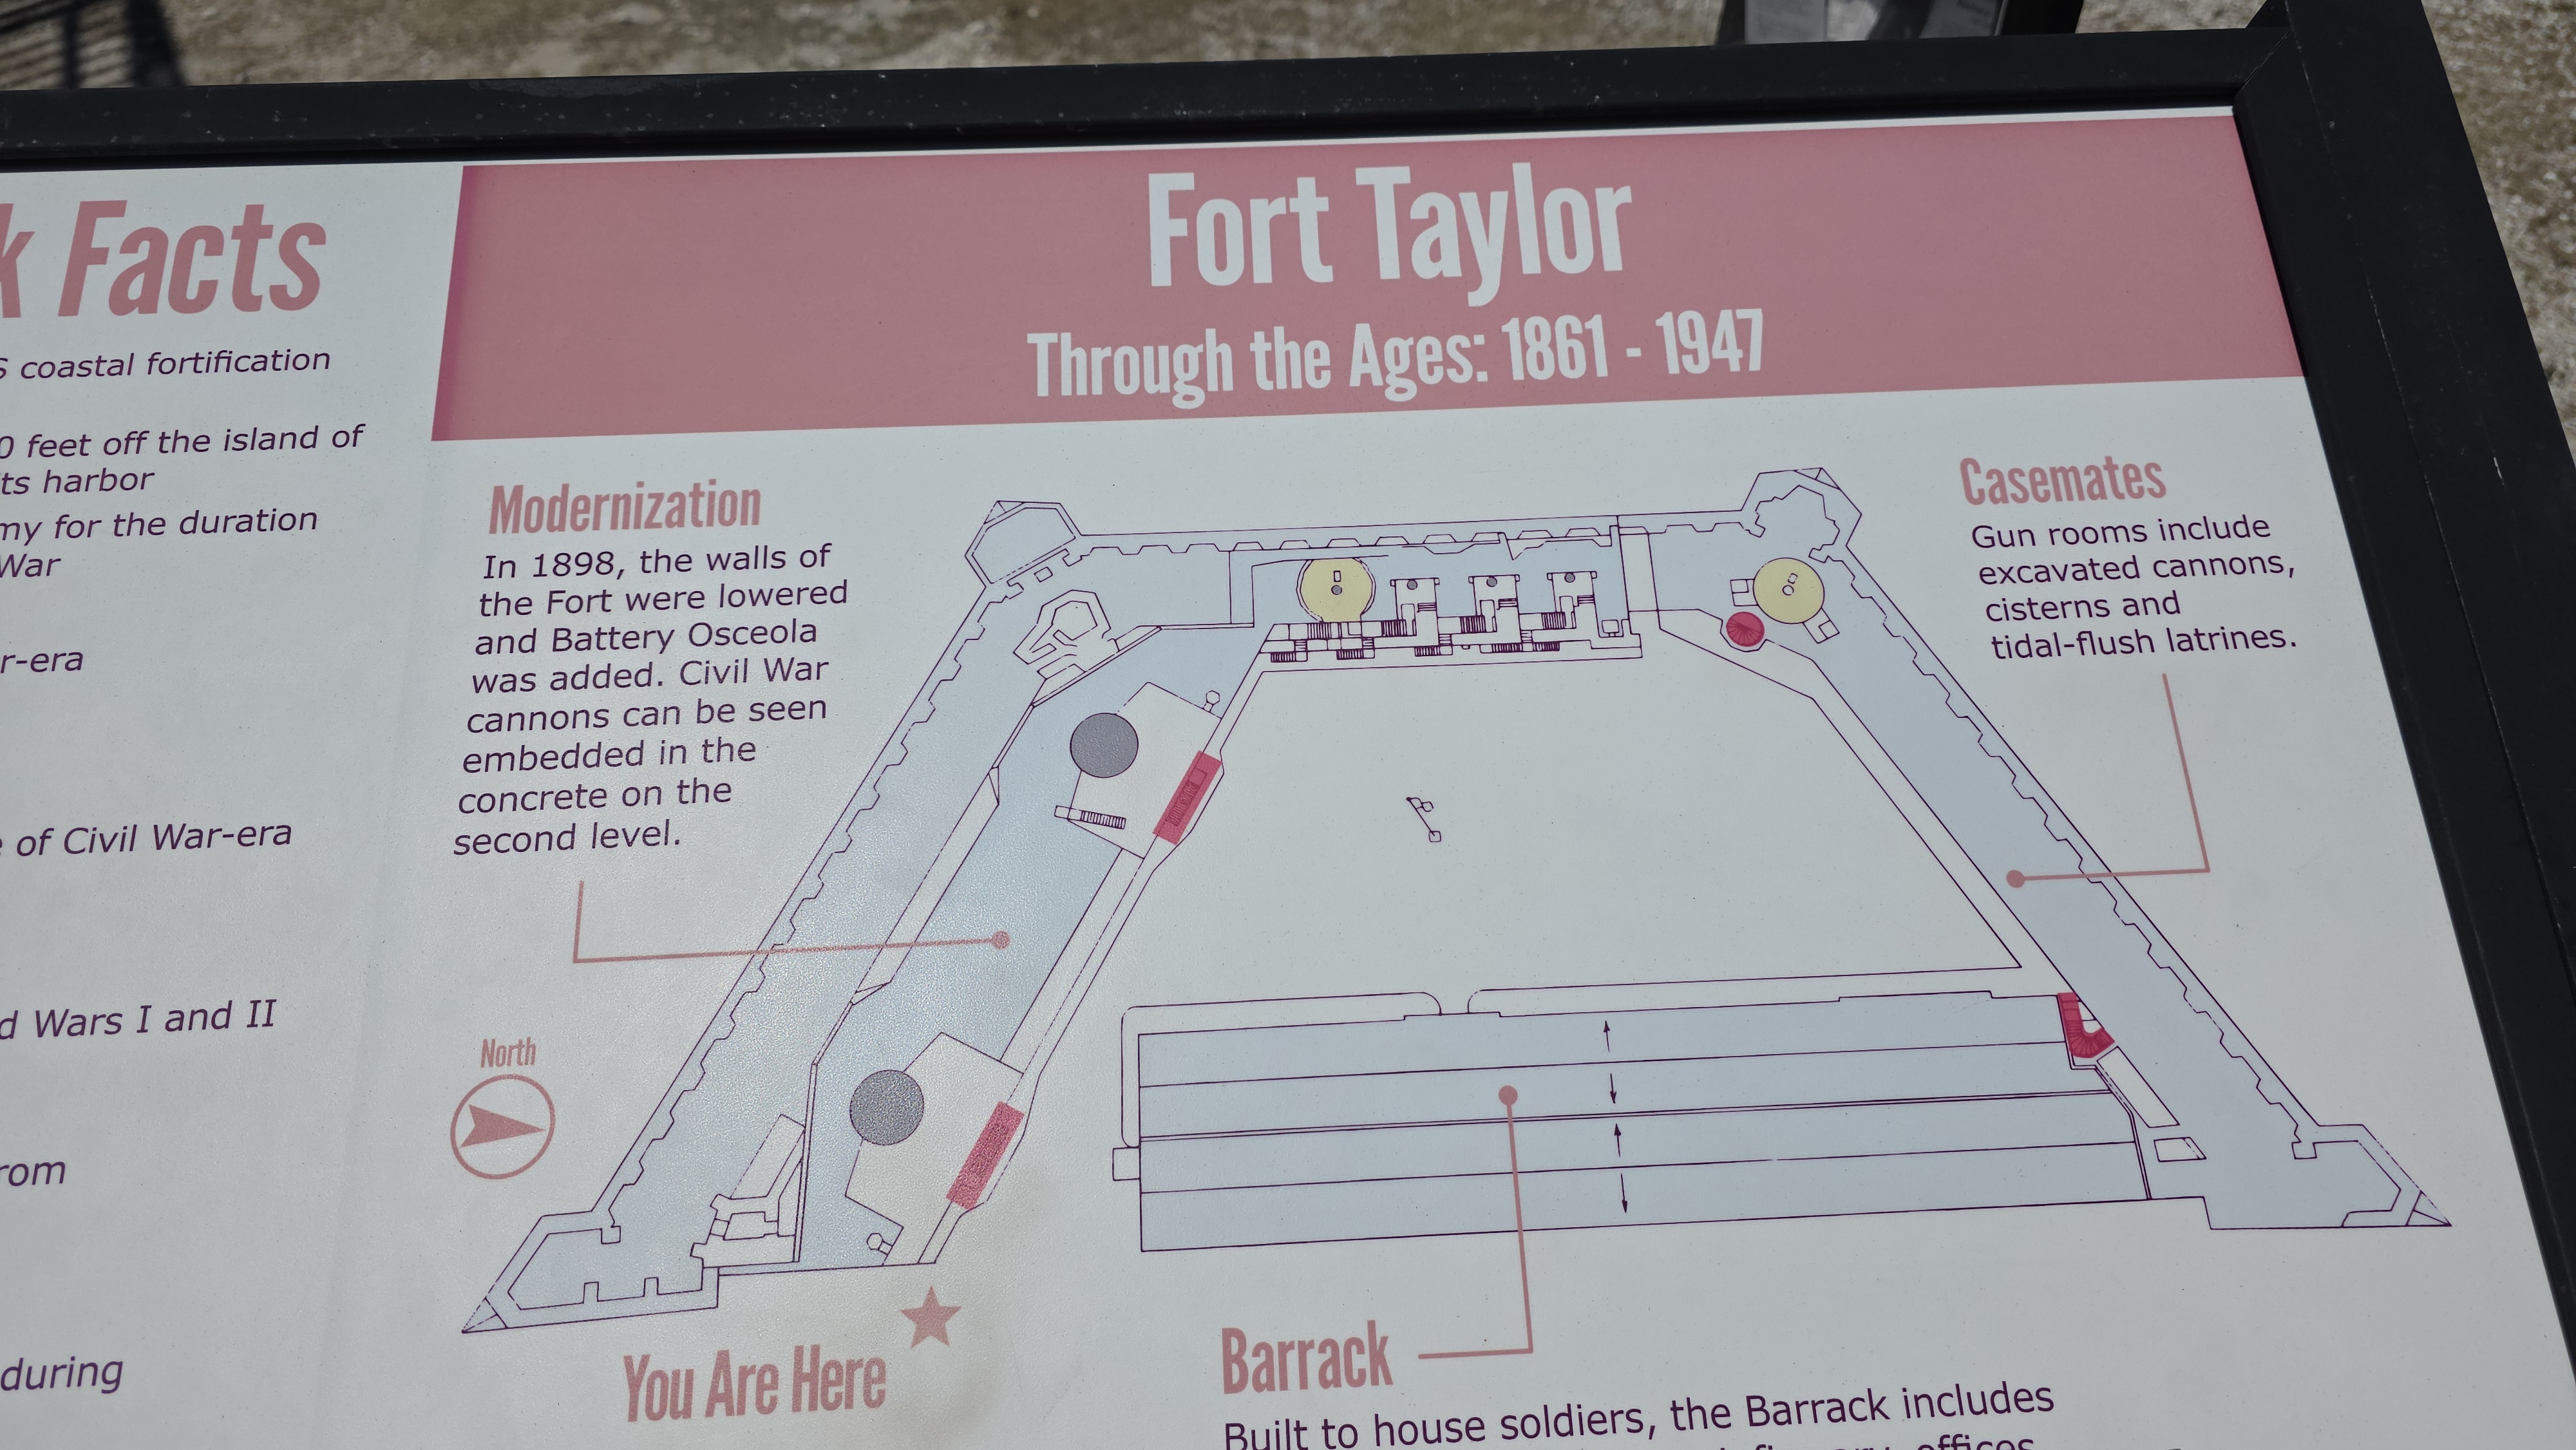 Facts
coastal fortification
feet off the island of
harbor
for the duration
War
of Civil War-era
Wars I and II
during
Fort Taylor
Through the Ages: 1861 - 1947
Modernization
In 1898, the walls of
the Fort were lowered
and Battery Osceola
was added. Civil War
cannons can be seen
embedded in the
concrete on the
second level.
Casemates
Gun rooms include
excavated cannons,
cisterns and
tidal-flush latrines.
North
You Are Here
Barrack
Built to house soldiers, the Barrack includes